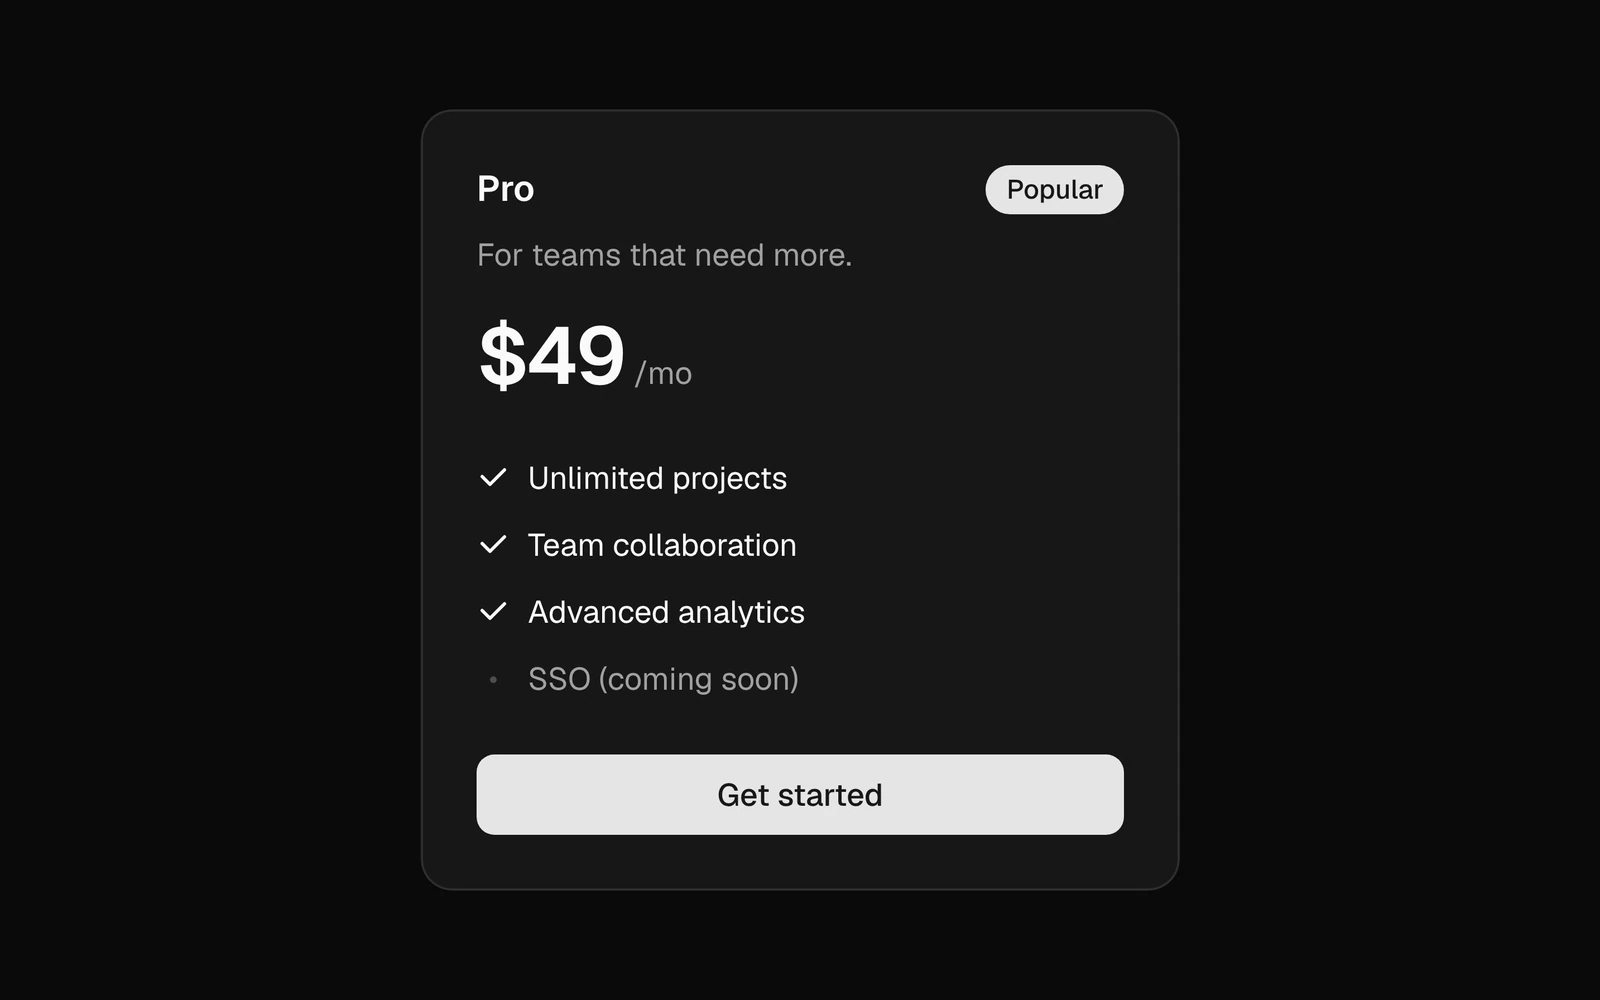 Pro
Popular
For teams that need more.
$49 /mo
Unlimited projects
Team collaboration
Advanced analytics
SSO (coming soon)
Get started